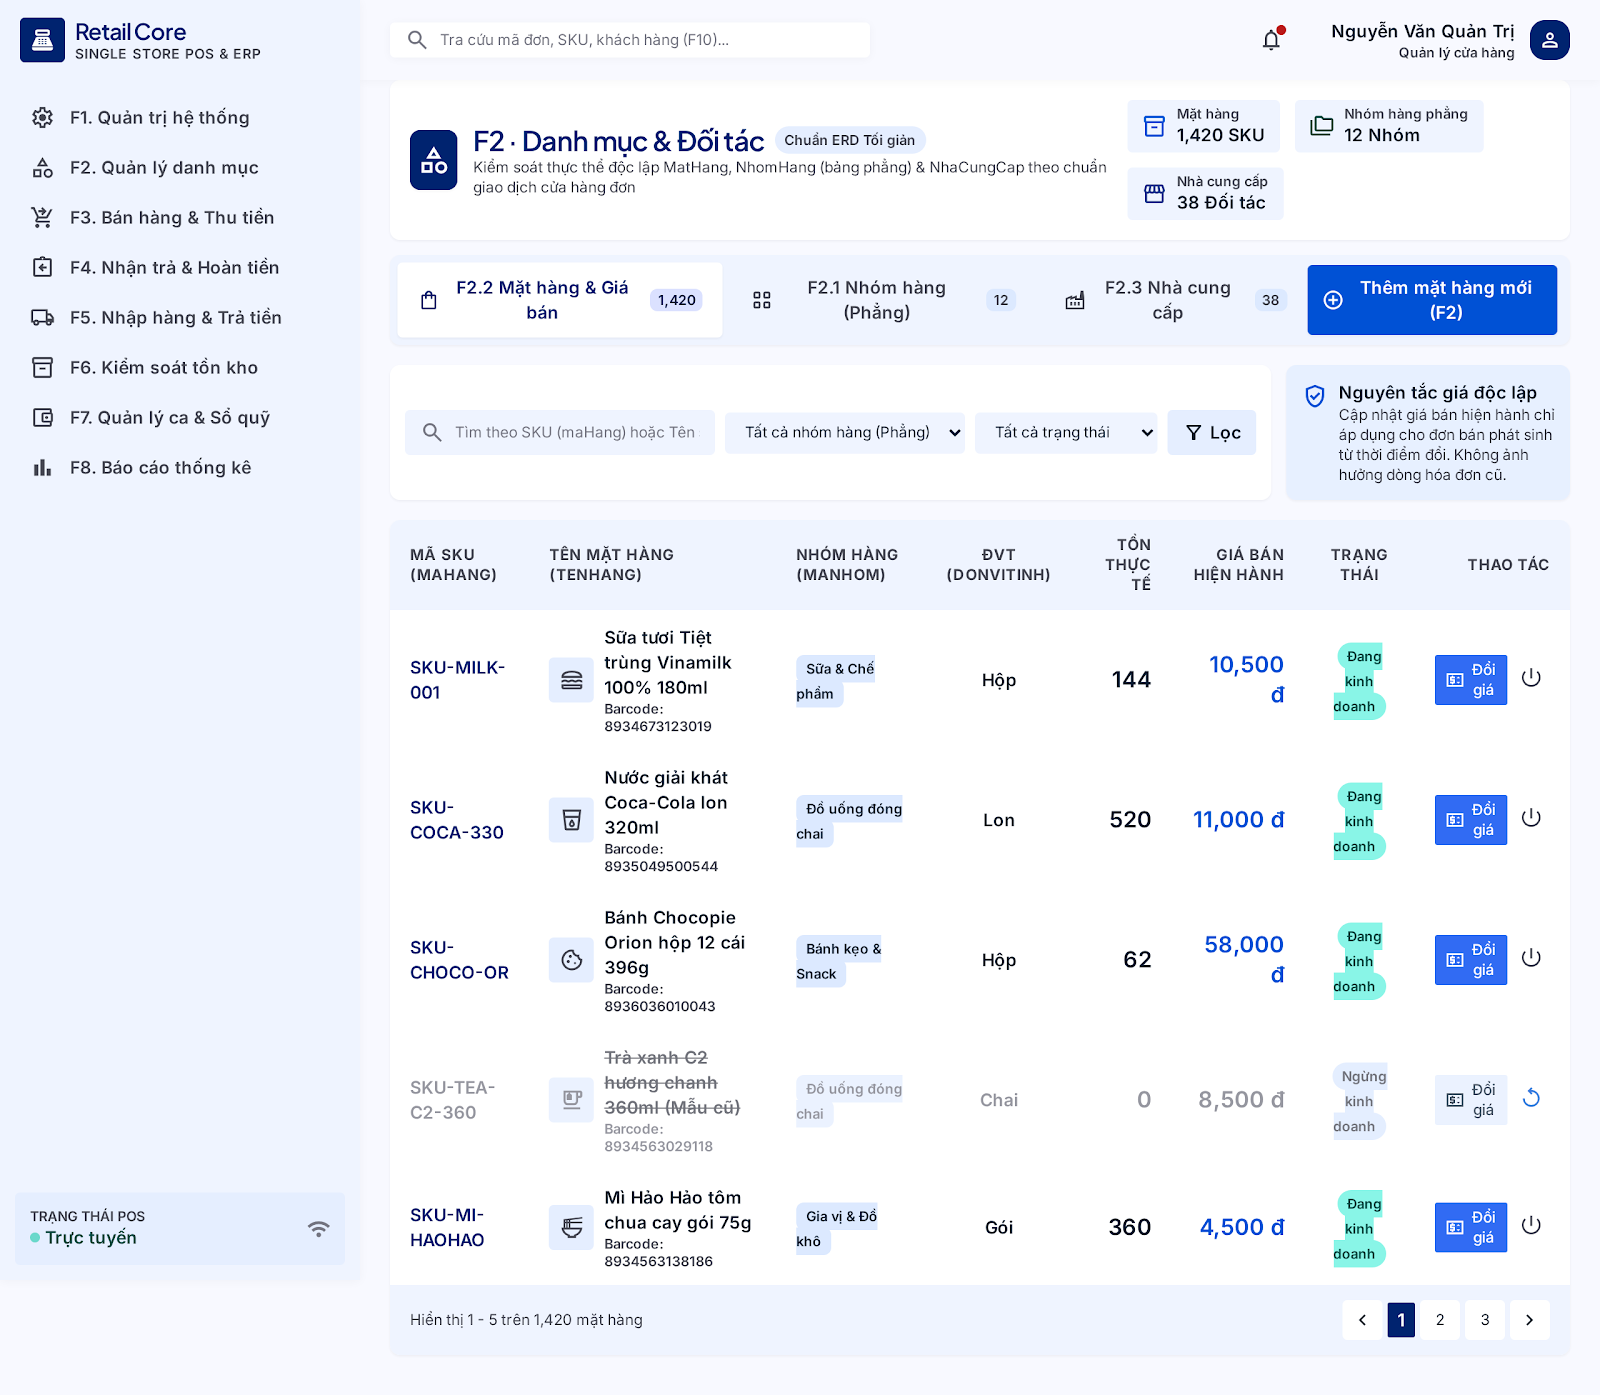 RetailCore
SINGLE STORE POS & ERP
Tra cứu mã đơn, SKU, khách hàng (F10)...
Nguyễn Văn Quản Trị
Quản lý cửa hàng
F1. Quản trị hệ thống
F2. Quản lý danh mục
F3. Bán hàng & Thu tiền
F4. Nhận trả & Hoàn tiền
F5. Nhập hàng & Trả tiền
F6. Kiểm soát tồn kho
F7. Quản lý ca & Sổ quỹ
F8. Báo cáo thống kê
TRẠNG THÁI POS
Trực tuyến
F2 · Danh mục & Đối tác
Chuẩn ERD Tối giản
Kiểm soát thực thể độc lập MatHang, NhomHang (bảng phẳng) & NhaCungCap theo chuẩn
giao dịch cửa hàng đơn
Mặt hàng
1,420 SKU
Nhóm hàng phẳng
12 Nhóm
Nhà cung cấp
38 Đối tác
F2.2 Mặt hàng & Giá
bán
1,420
F2.1 Nhóm hàng
(Phẳng)
12
F2.3 Nhà cung
cấp
38
Thêm mặt hàng mới
(F2)
Tìm theo SKU (maHang) hoặc Tên
Tất cả nhóm hàng (Phẳng)
Tất cả trạng thái
Lọc
Nguyên tắc giá độc lập
Cập nhật giá bán hiện hành chỉ
áp dụng cho đơn bán phát sinh
từ thời điểm đổi. Không ảnh
hưởng dòng hóa đơn cũ.
MÃ SKU
(MAHANG)
TÊN MẶT HÀNG
(TENHANG)
NHÓM HÀNG
(MANHOM)
ĐVT
(DONVITINH)
TỒN
THỰC
TẾ
GIÁ BÁN
HIỆN HÀNH
TRẠNG
THÁI
THAO TÁC
SKU-MILK-
001
Sữa tươi Tiệt
trùng Vinamilk
100% 180ml
Barcode:
8934673123019
Sữa & Chế
phẩm
Hộp
144
10,500
đ
Đang
kinh
doanh
Đổi
giá
SKU-
COCA-330
Nước giải khát
Coca-Cola lon
320ml
Barcode:
8935049500544
Đồ uống đóng
chai
Lon
520
11,000 đ
Đang
kinh
doanh
Đổi
giá
SKU-
CHOCO-OR
Bánh Chocopie
Orion hộp 12 cái
396g
Barcode:
8936036010043
Bánh kẹo &
Snack
Hộp
62
58,000
đ
Đang
kinh
doanh
Đổi
giá
SKU-TEA-
C2-360
Trà xanh C2
hương chanh
360ml (Mẫu cũ)
Barcode:
8934563029118
Đồ uống đóng
chai
Chai
0
8,500 đ
Ngừng
kinh
doanh
Đổi
giá
SKU-MI-
HAOHAO
Mì Hảo Hảo tôm
chua cay gói 75g
Barcode:
8934563138186
Gia vị & Đồ
khô
Gói
360
4,500 đ
Đang
kinh
doanh
Đổi
giá
Hiển thị 1 - 5 trên 1,420 mặt hàng
1
2
3